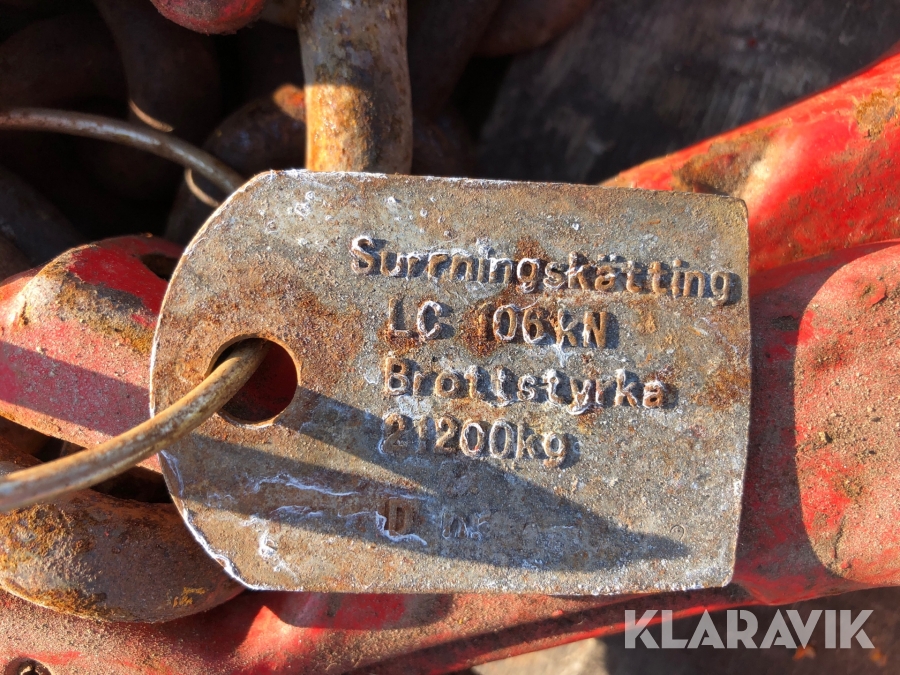 Surrningskätting
LC 106kN
Brottstyrka
21200kg
D
KLARAVIK